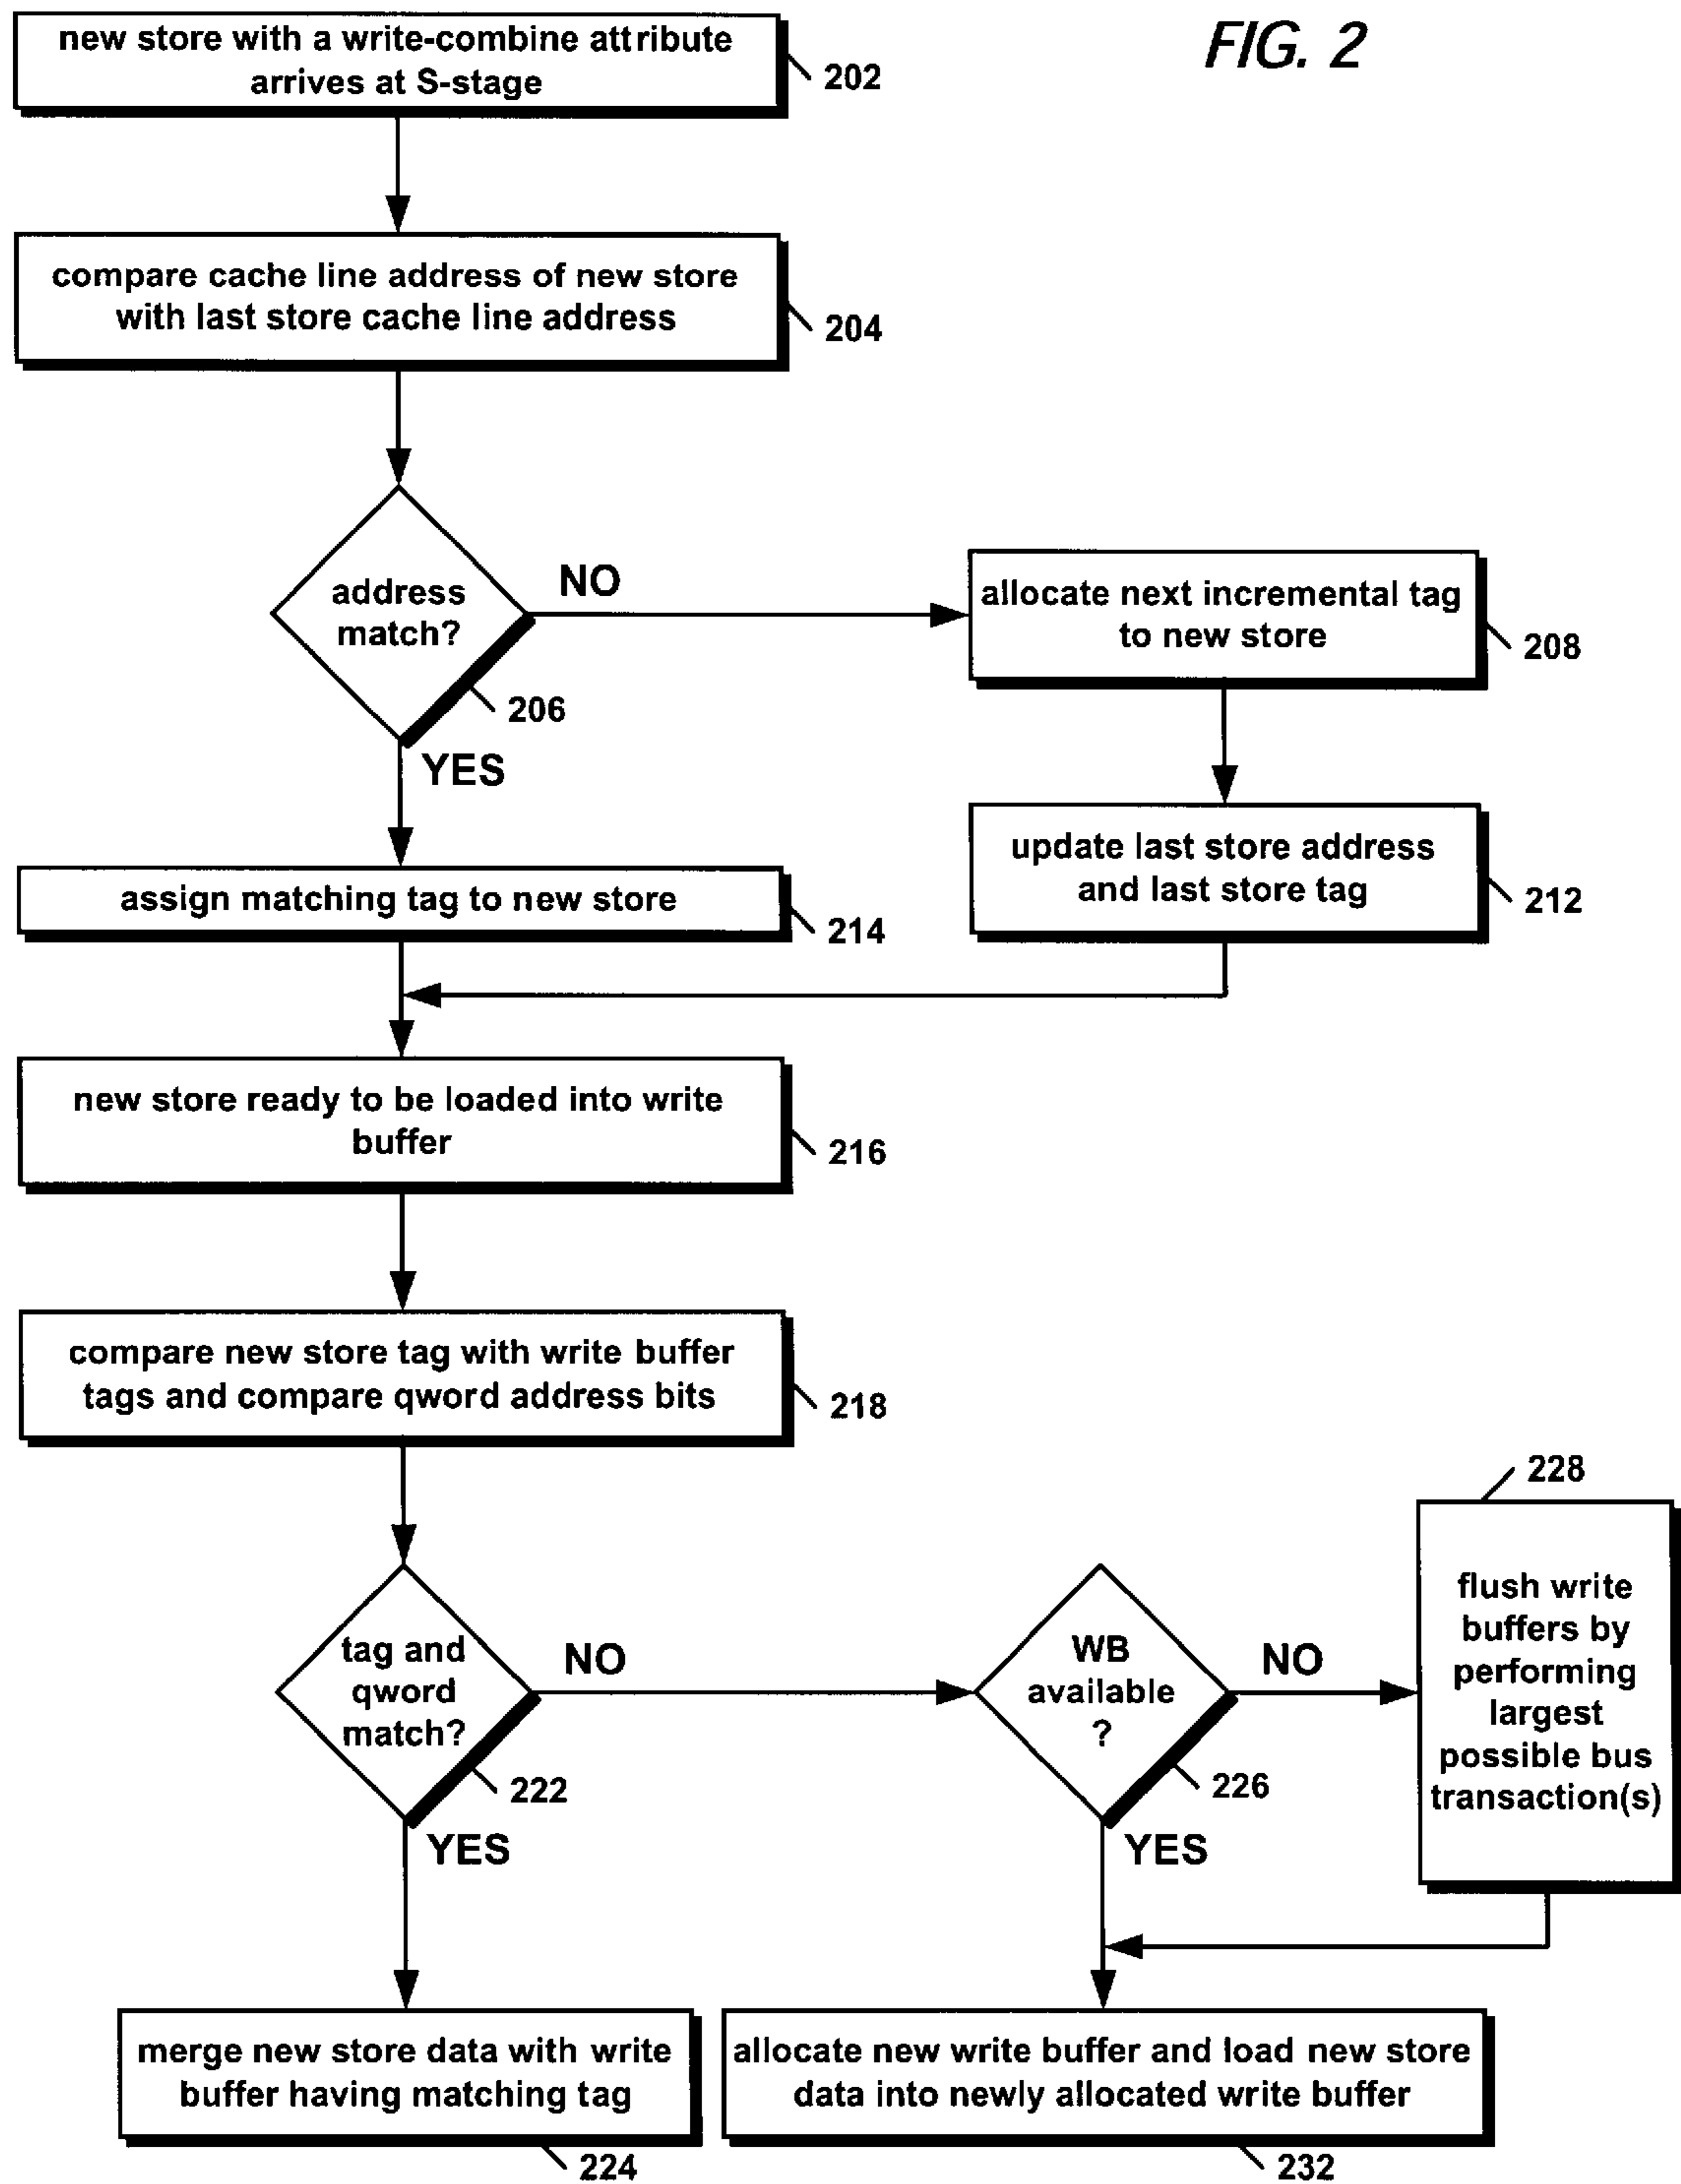 FIG. 2
new store with a write-combine attribute
arrives at S-stage
202
compare cache line address of new store
with last store cache line address
204
address
match?
206
NO
YES
allocate next incremental tag
to new store
208
update last store address
and last store tag
212
assign matching tag to new store
214
new store ready to be loaded into write
buffer
216
compare new store tag with write buffer
tags and compare qword address bits
218
tag and
qword
match?
222
NO
YES
WB
available
?
226
NO
YES
228
flush write
buffers by
performing
largest
possible bus
transaction(s)
merge new store data with write
buffer having matching tag
224
allocate new write buffer and load new store
data into newly allocated write buffer
232